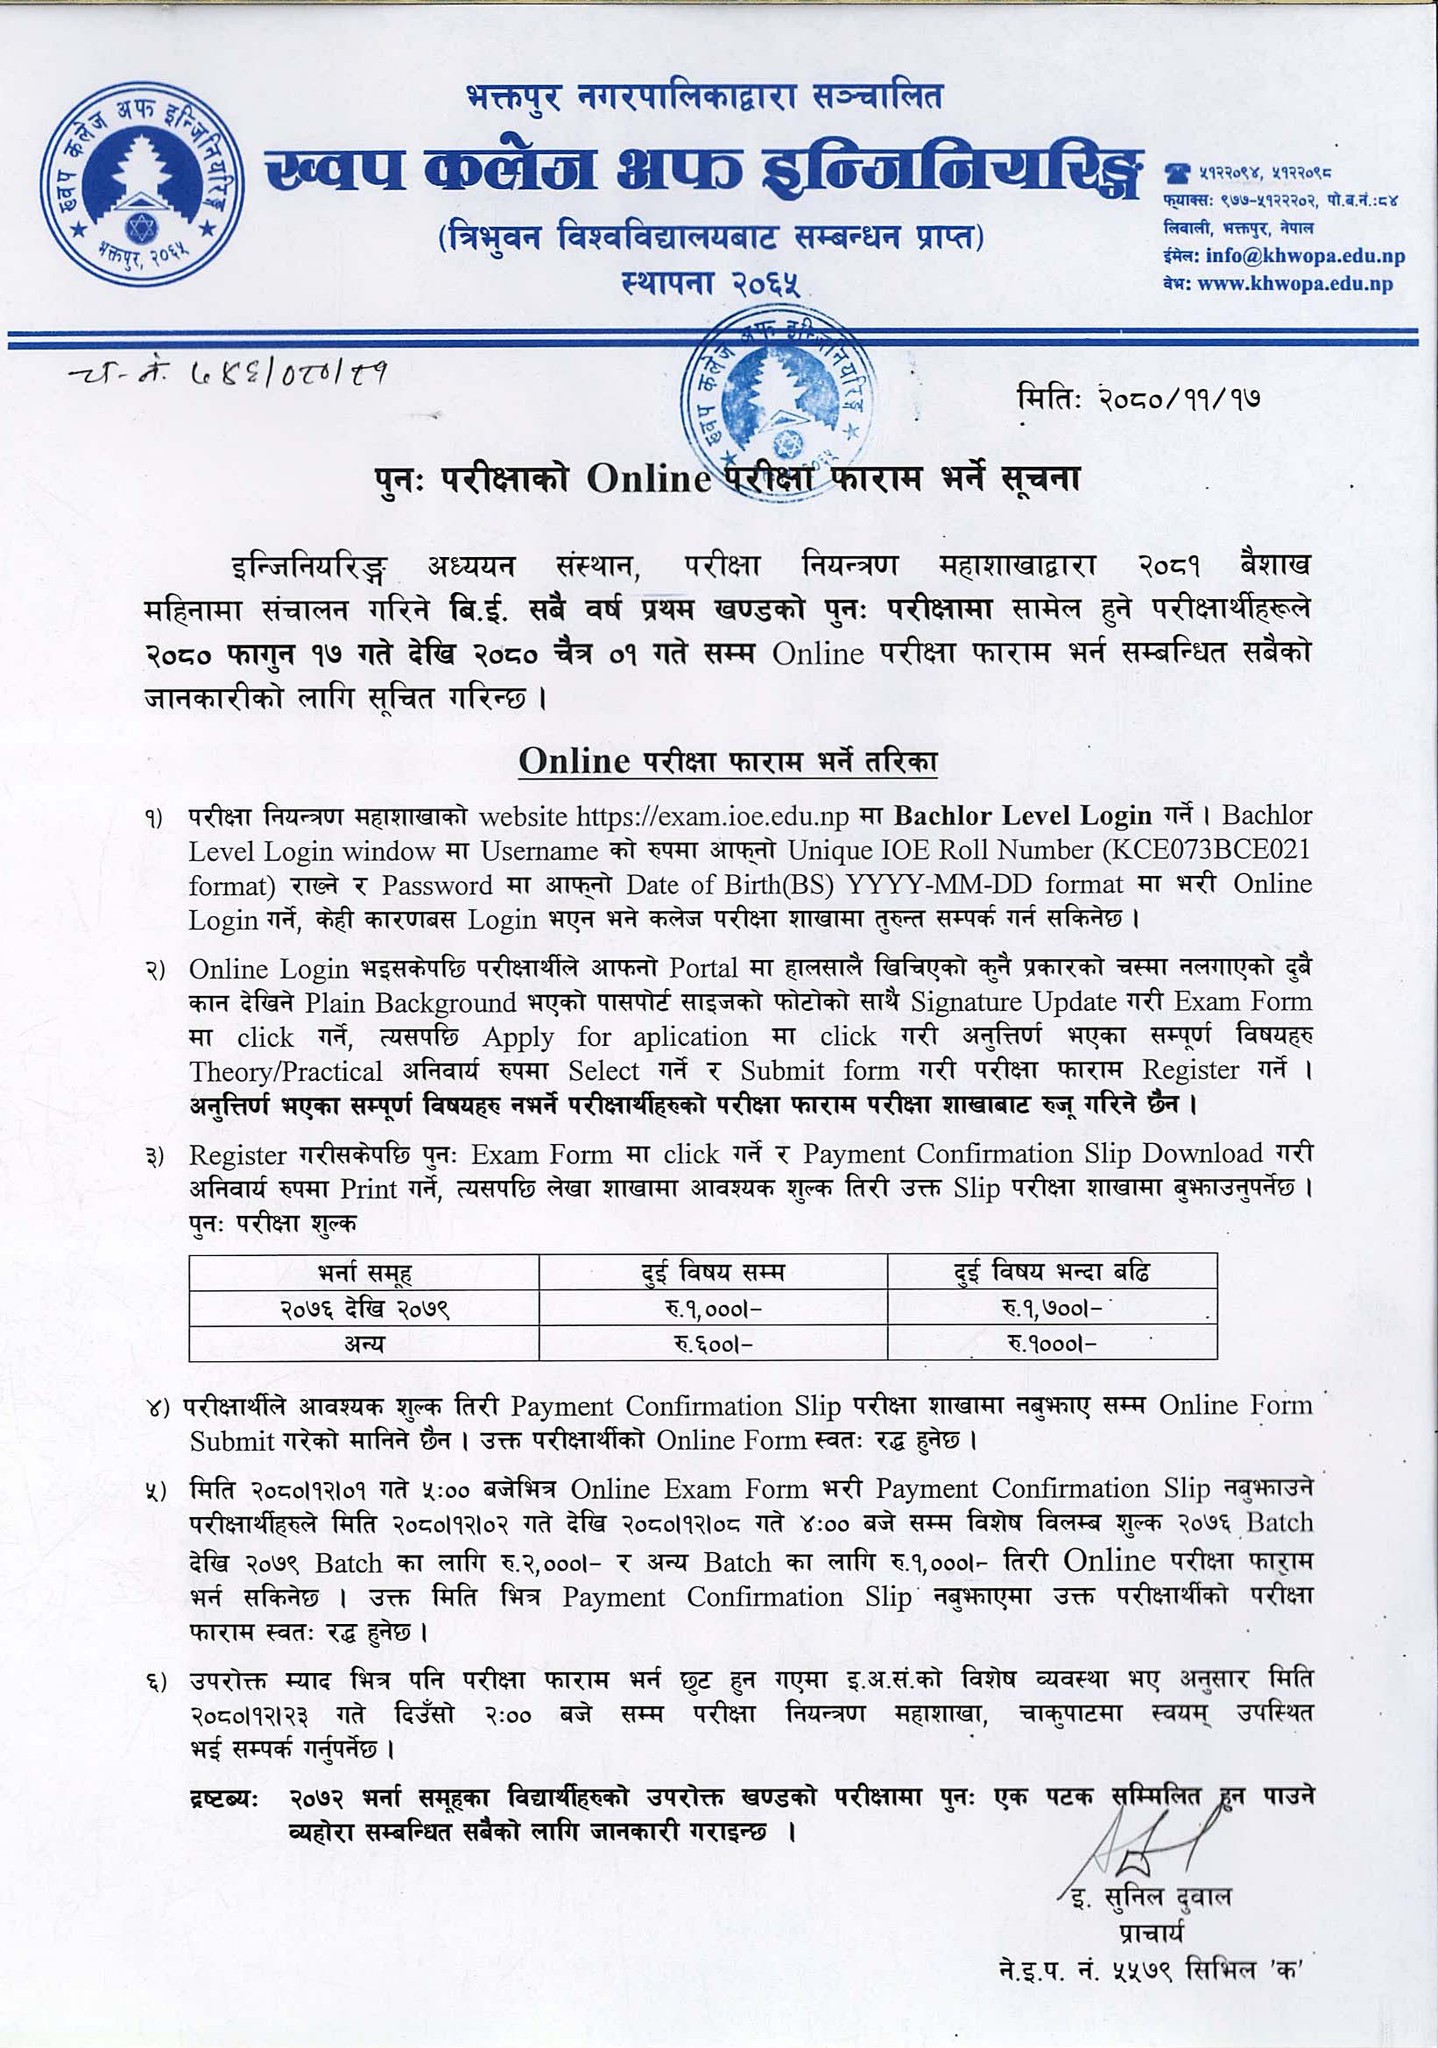 भक्तपुर नगरपालिकाद्वारा सञ्चालित
ख्वप कलेज अफ इन्जिनियरिङ्ग
(त्रिभुवन विश्वविद्यालयबाट सम्बन्धन प्राप्त)
स्थापना २०६५
ख्वप कलेज अफ इन्जिनियरिङ्ग
भक्तपुर, २०६५
☎ ५१२२०९४, ५१२२०९८
फ्याक्स: ९७७-५१२२२०२, पो.ब.नं.:८४
लिवाली, भक्तपुर, नेपाल
ईमेल: info@khwopa.edu.np
वेभ: www.khwopa.edu.np
च.नं. ७४६/०८०/८१
ख्वप कलेज अफ इन्जिनियरिङ्ग
मितिः २०८०/११/१७
पुनः परीक्षाको Online परीक्षा फाराम भर्ने सूचना
इन्जिनियरिङ्ग अध्ययन संस्थान, परीक्षा नियन्त्रण महाशाखाद्वारा २०८१ बैशाख
महिनामा संचालन गरिने बि.ई. सबै वर्ष प्रथम खण्डको पुनः परीक्षामा सामेल हुने परीक्षार्थीहरूले
२०८० फागुन १७ गते देखि २०८० चैत्र ०१ गते सम्म Online परीक्षा फाराम भर्न सम्बन्धित सबैको
जानकारीको लागि सूचित गरिन्छ ।
Online परीक्षा फाराम भर्ने तरिका
१) परीक्षा नियन्त्रण महाशाखाको website https://exam.ioe.edu.np मा Bachlor Level Login गर्ने । Bachlor
Level Login window मा Username को रुपमा आफ्नो Unique IOE Roll Number (KCE073BCE021
format) राख्ने र Password मा आफ्नो Date of Birth(BS) YYYY-MM-DD format मा भरी Online
Login गर्ने, केही कारणबस Login भएन भने कलेज परीक्षा शाखामा तुरुन्त सम्पर्क गर्न सकिनेछ ।
२) Online Login भइसकेपछि परीक्षार्थीले आफनो Portal मा हालसालै खिचिएको कुनै प्रकारको चस्मा नलगाएको दुबै
कान देखिने Plain Background भएको पासपोर्ट साइजको फोटोको साथै Signature Update गरी Exam Form
मा click गर्ने, त्यसपछि Apply for aplication मा click गरी अनुत्तिर्ण भएका सम्पूर्ण विषयहरु
Theory/Practical अनिवार्य रुपमा Select गर्ने र Submit form गरी परीक्षा फाराम Register गर्ने ।
अनुत्तिर्ण भएका सम्पूर्ण विषयहरु नभर्ने परीक्षार्थीहरुको परीक्षा फाराम परीक्षा शाखाबाट रुजू गरिने छैन ।
३) Register गरीसकेपछि पुनः Exam Form मा click गर्ने र Payment Confirmation Slip Download गरी
अनिवार्य रुपमा Print गर्ने, त्यसपछि लेखा शाखामा आवश्यक शुल्क तिरी उक्त Slip परीक्षा शाखामा बुझाउनुपर्नेछ ।
पुनः परीक्षा शुल्क
भर्ना समूह दुई विषय सम्म दुई विषय भन्दा बढि
२०७६ देखि २०७९ रु.१,०००।– रु.१,७००।–
अन्य रु.६००।– रु.१०००।–
४) परीक्षार्थीले आवश्यक शुल्क तिरी Payment Confirmation Slip परीक्षा शाखामा नबुझाए सम्म Online Form
Submit गरेको मानिने छैन । उक्त परीक्षार्थीको Online Form स्वतः रद्ध हुनेछ ।
५) मिति २०८०।१२।०१ गते ५:०० बजेभित्र Online Exam Form भरी Payment Confirmation Slip नबुझाउने
परीक्षार्थीहरुले मिति २०८०।१२।०२ गते देखि २०८०।१२।०८ गते ४:०० बजे सम्म विशेष विलम्ब शुल्क २०७६ Batch
देखि २०७९ Batch का लागि रु.२,०००।– र अन्य Batch का लागि रु.१,०००।– तिरी Online परीक्षा फाराम
भर्न सकिनेछ । उक्त मिति भित्र Payment Confirmation Slip नबुझाएमा उक्त परीक्षार्थीको परीक्षा
फाराम स्वतः रद्ध हुनेछ ।
६) उपरोक्त म्याद भित्र पनि परीक्षा फाराम भर्न छुट हुन गएमा इ.अ.सं.को विशेष व्यवस्था भए अनुसार मिति
२०८०।१२।२३ गते दिउँसो २:०० बजे सम्म परीक्षा नियन्त्रण महाशाखा, चाकुपाटमा स्वयम् उपस्थित
भई सम्पर्क गर्नुपर्नेछ ।
द्रष्टब्यः २०७२ भर्ना समूहका विद्यार्थीहरुको उपरोक्त खण्डको परीक्षामा पुनः एक पटक सम्मिलित हुन पाउने
व्यहोरा सम्बन्धित सबैको लागि जानकारी गराइन्छ ।
इ. सुनिल दुवाल
प्राचार्य
ने.इ.प. नं. ५५७९ सिभिल 'क'